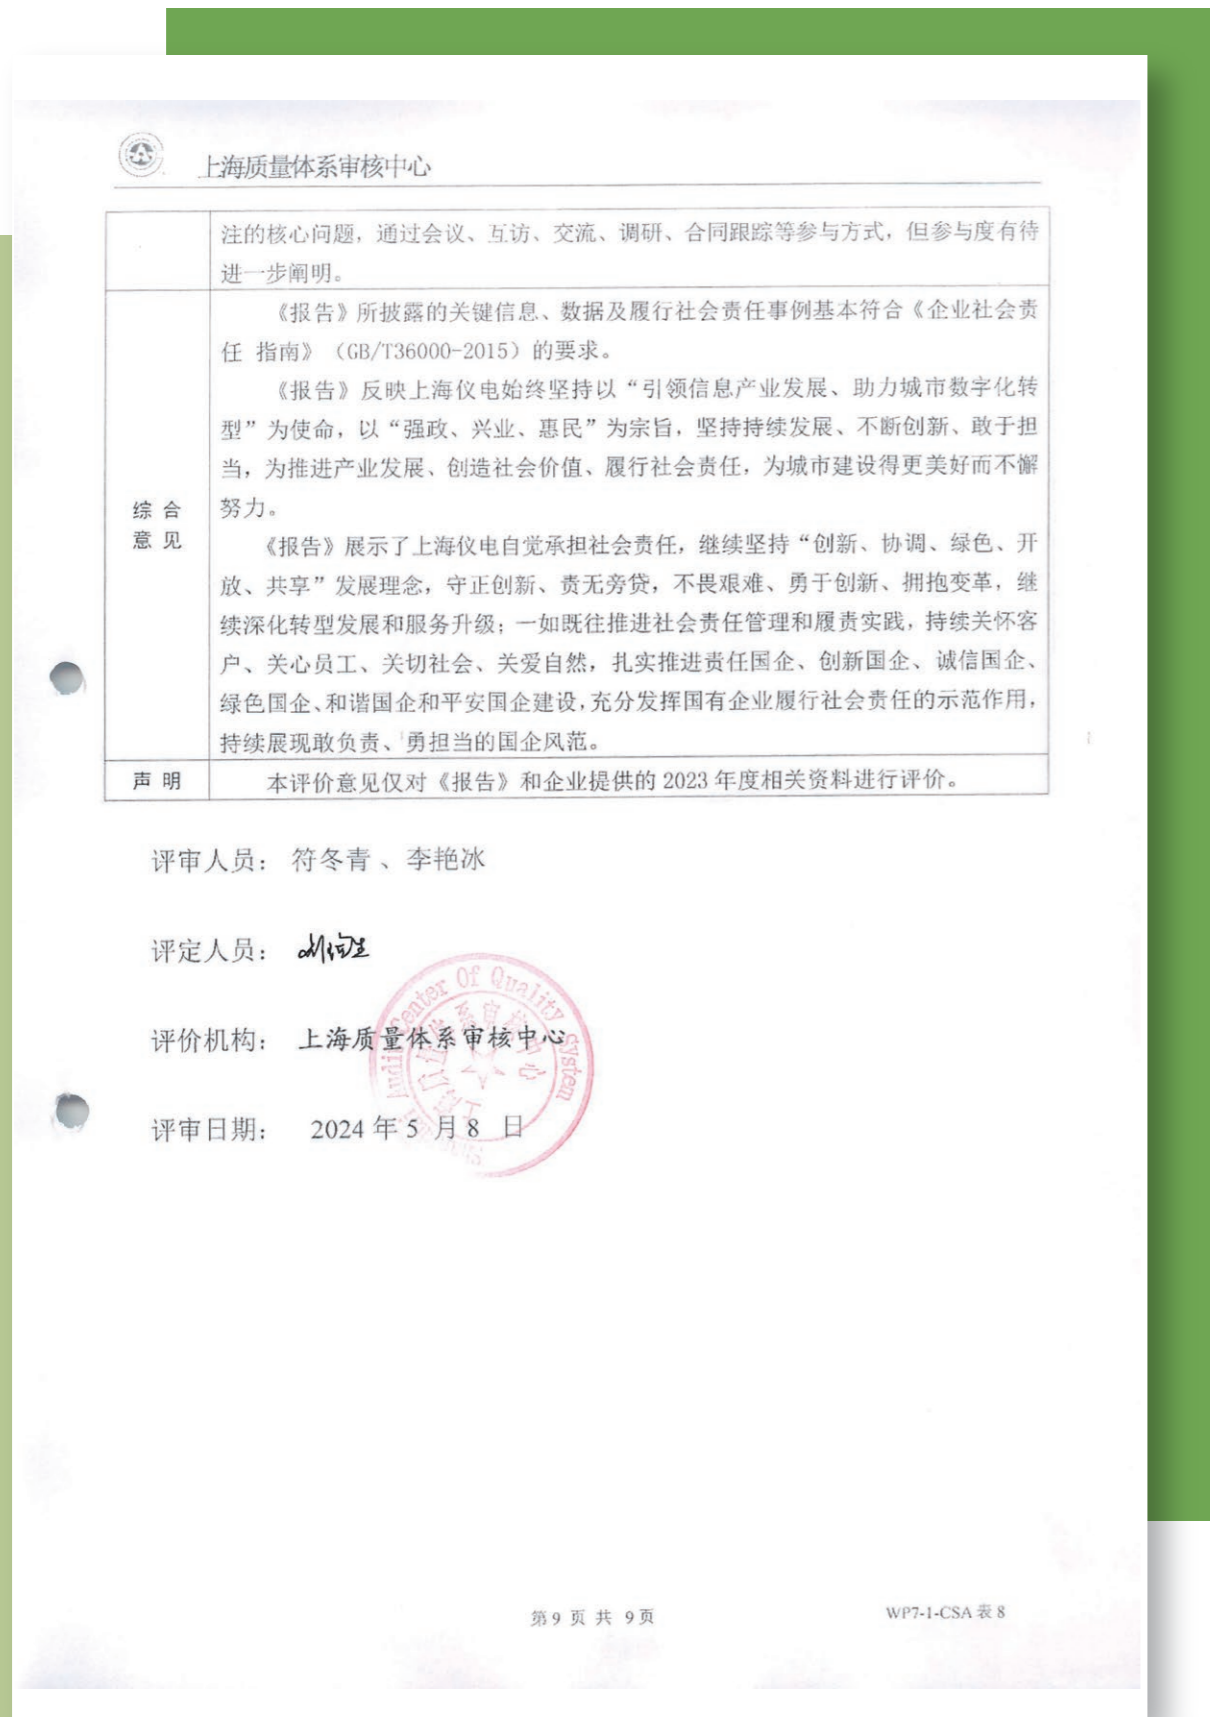 上海质量体系审核中心
注的核心问题，通过会议、互访、交流、调研、合同跟踪等参与方式，但参与度有待
进一步阐明。
综 合
意 见
《报告》所披露的关键信息、数据及履行社会责任事例基本符合《企业社会责
任 指南》（GB/T36000-2015）的要求。
《报告》反映上海仪电始终坚持以“引领信息产业发展、助力城市数字化转
型”为使命，以“强政、兴业、惠民”为宗旨，坚持持续发展、不断创新、敢于担
当，为推进产业发展、创造社会价值、履行社会责任，为城市建设得更美好而不懈
努力。
《报告》展示了上海仪电自觉承担社会责任，继续坚持“创新、协调、绿色、开
放、共享”发展理念，守正创新、责无旁贷，不畏艰难、勇于创新、拥抱变革，继
续深化转型发展和服务升级；一如既往推进社会责任管理和履责实践，持续关怀客
户、关心员工、关切社会、关爱自然，扎实推进责任国企、创新国企、诚信国企、
绿色国企、和谐国企和平安国企建设，充分发挥国有企业履行社会责任的示范作用，
持续展现敢负责、勇担当的国企风范。
声 明
本评价意见仅对《报告》和企业提供的 2023 年度相关资料进行评价。
评审人员： 符冬青 、李艳冰
评定人员：
评价机构： 上海质量体系审核中心
评审日期： 2024 年 5 月 8 日
Audit Center Of Quality System
上海质量体系审核中心
第 9 页 共 9 页
WP7-1-CSA 表 8